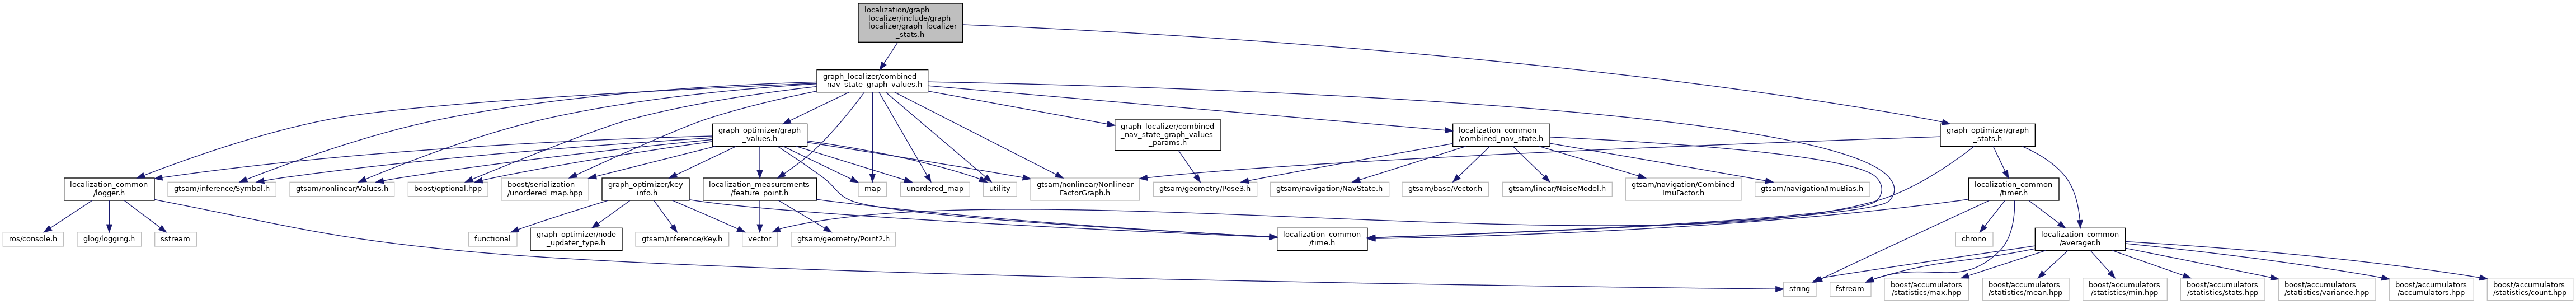 localization/graph
_localizer/include/graph
_localizer/graph_localizer
_stats.h
graph_localizer/combined
_nav_state_graph_values.h
graph_optimizer/graph
_values.h
graph_localizer/combined
_nav_state_graph_values
_params.h
localization_common
/combined_nav_state.h
graph_optimizer/graph
_stats.h
localization_common
/logger.h
gtsam/inference/Symbol.h
gtsam/nonlinear/Values.h
boost/optional.hpp
boost/serialization
/unordered_map.hpp
graph_optimizer/key
_info.h
localization_measurements
/feature_point.h
map
unordered_map
utility
gtsam/nonlinear/Nonlinear
FactorGraph.h
gtsam/geometry/Pose3.h
gtsam/navigation/NavState.h
gtsam/base/Vector.h
gtsam/linear/NoiseModel.h
gtsam/navigation/Combined
ImuFactor.h
gtsam/navigation/ImuBias.h
localization_common
/timer.h
ros/console.h
glog/logging.h
sstream
functional
graph_optimizer/node
_updater_type.h
gtsam/inference/Key.h
vector
gtsam/geometry/Point2.h
localization_common
/time.h
chrono
localization_common
/averager.h
string
fstream
boost/accumulators
/statistics/max.hpp
boost/accumulators
/statistics/mean.hpp
boost/accumulators
/statistics/min.hpp
boost/accumulators
/statistics/stats.hpp
boost/accumulators
/statistics/variance.hpp
boost/accumulators
/accumulators.hpp
boost/accumulators
/statistics/count.hpp